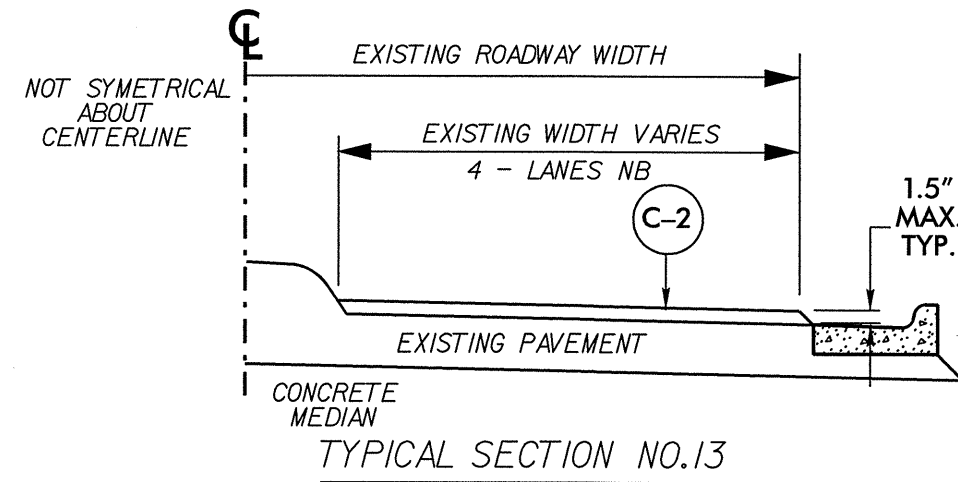 ℄
EXISTING ROADWAY WIDTH
NOT SYMETRICAL
ABOUT
CENTERLINE
EXISTING WIDTH VARIES
4 - LANES NB
C-2
1.5"
MAX.
TYP.
EXISTING PAVEMENT
CONCRETE
MEDIAN
TYPICAL SECTION NO.13